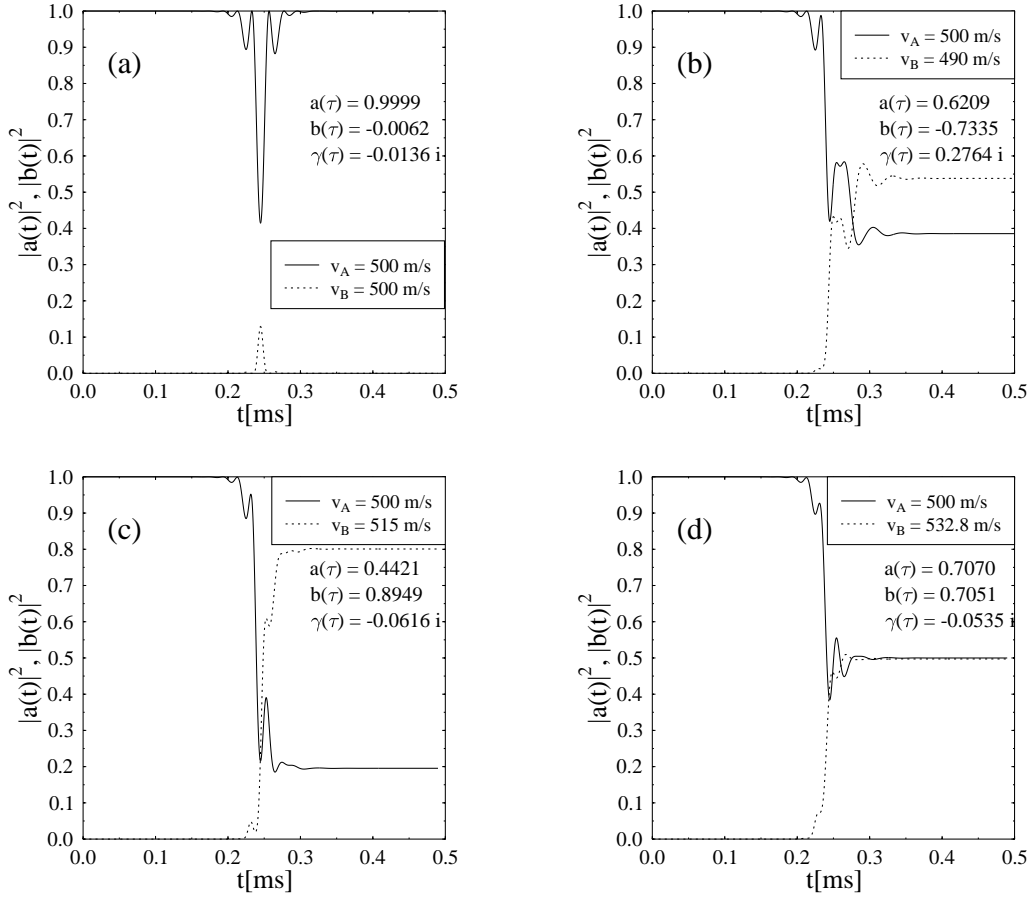 (a)
a(τ) = 0.9999
b(τ) = -0.0062
γ(τ) = -0.0136 i
v_A = 500 m/s
v_B = 500 m/s
1.0
0.9
0.8
0.7
0.6
0.5
0.4
0.3
0.2
0.1
0.0
0.0 0.1 0.2 0.3 0.4 0.5
t[ms]
|a(t)|², |b(t)|²
(b)
v_A = 500 m/s
v_B = 490 m/s
a(τ) = 0.6209
b(τ) = -0.7335
γ(τ) = 0.2764 i
1.0
0.9
0.8
0.7
0.6
0.5
0.4
0.3
0.2
0.1
0.0
0.0 0.1 0.2 0.3 0.4 0.5
t[ms]
|a(t)|², |b(t)|²
(c)
v_A = 500 m/s
v_B = 515 m/s
a(τ) = 0.4421
b(τ) = 0.8949
γ(τ) = -0.0616 i
1.0
0.9
0.8
0.7
0.6
0.5
0.4
0.3
0.2
0.1
0.0
0.0 0.1 0.2 0.3 0.4 0.5
t[ms]
|a(t)|², |b(t)|²
(d)
v_A = 500 m/s
v_B = 532.8 m/s
a(τ) = 0.7070
b(τ) = 0.7051
γ(τ) = -0.0535 i
1.0
0.9
0.8
0.7
0.6
0.5
0.4
0.3
0.2
0.1
0.0
0.0 0.1 0.2 0.3 0.4 0.5
t[ms]
|a(t)|², |b(t)|²